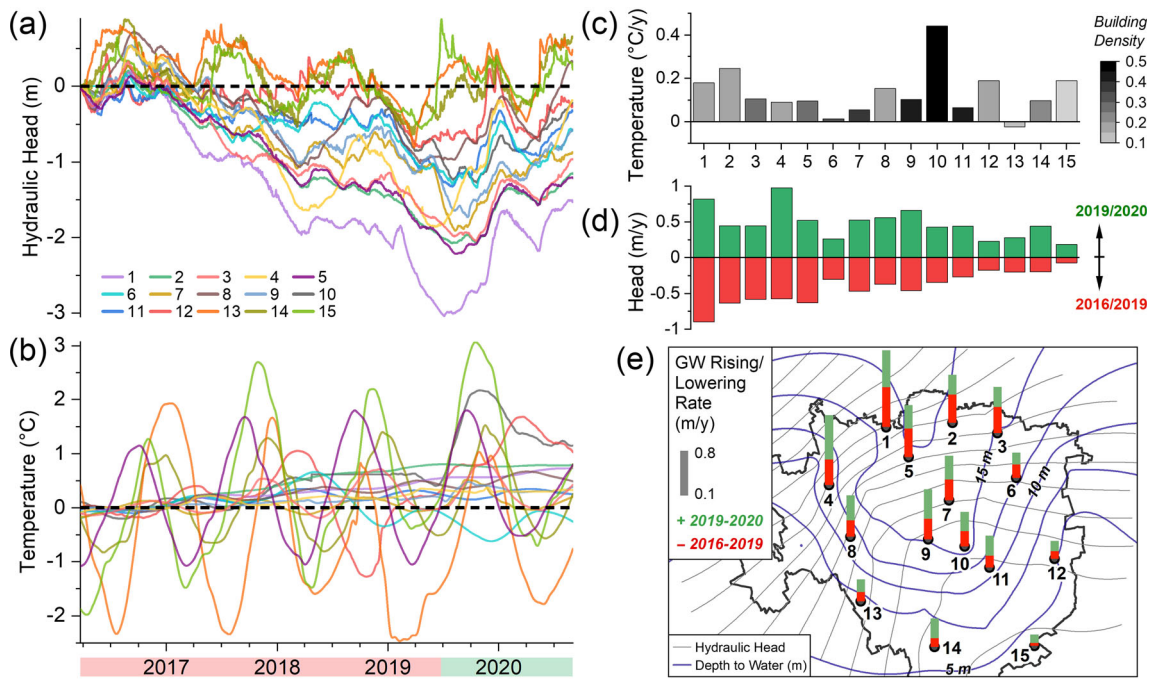 (a)
Hydraulic Head (m)
0
-1
-2
-3
1 2 3 4 5
6 7 8 9 10
11 12 13 14 15
(b)
Temperature (°C)
3
2
1
0
-1
-2
2017 2018 2019 2020
(c)
Temperature (°C/y)
0.4
0.2
0
1 2 3 4 5 6 7 8 9 10 11 12 13 14 15
Building
Density
0.5
0.4
0.3
0.2
0.1
(d)
Head (m/y)
1
0.5
0
-0.5
-1
2019/2020
2016/2019
(e)
GW Rising/
Lowering
Rate
(m/y)
0.8
0.1
+ 2019-2020
– 2016-2019
1
2
3
4
5
6
7
8
9
10
11
12
13
14
15
15 m
10 m
5 m
Hydraulic Head
Depth to Water (m)